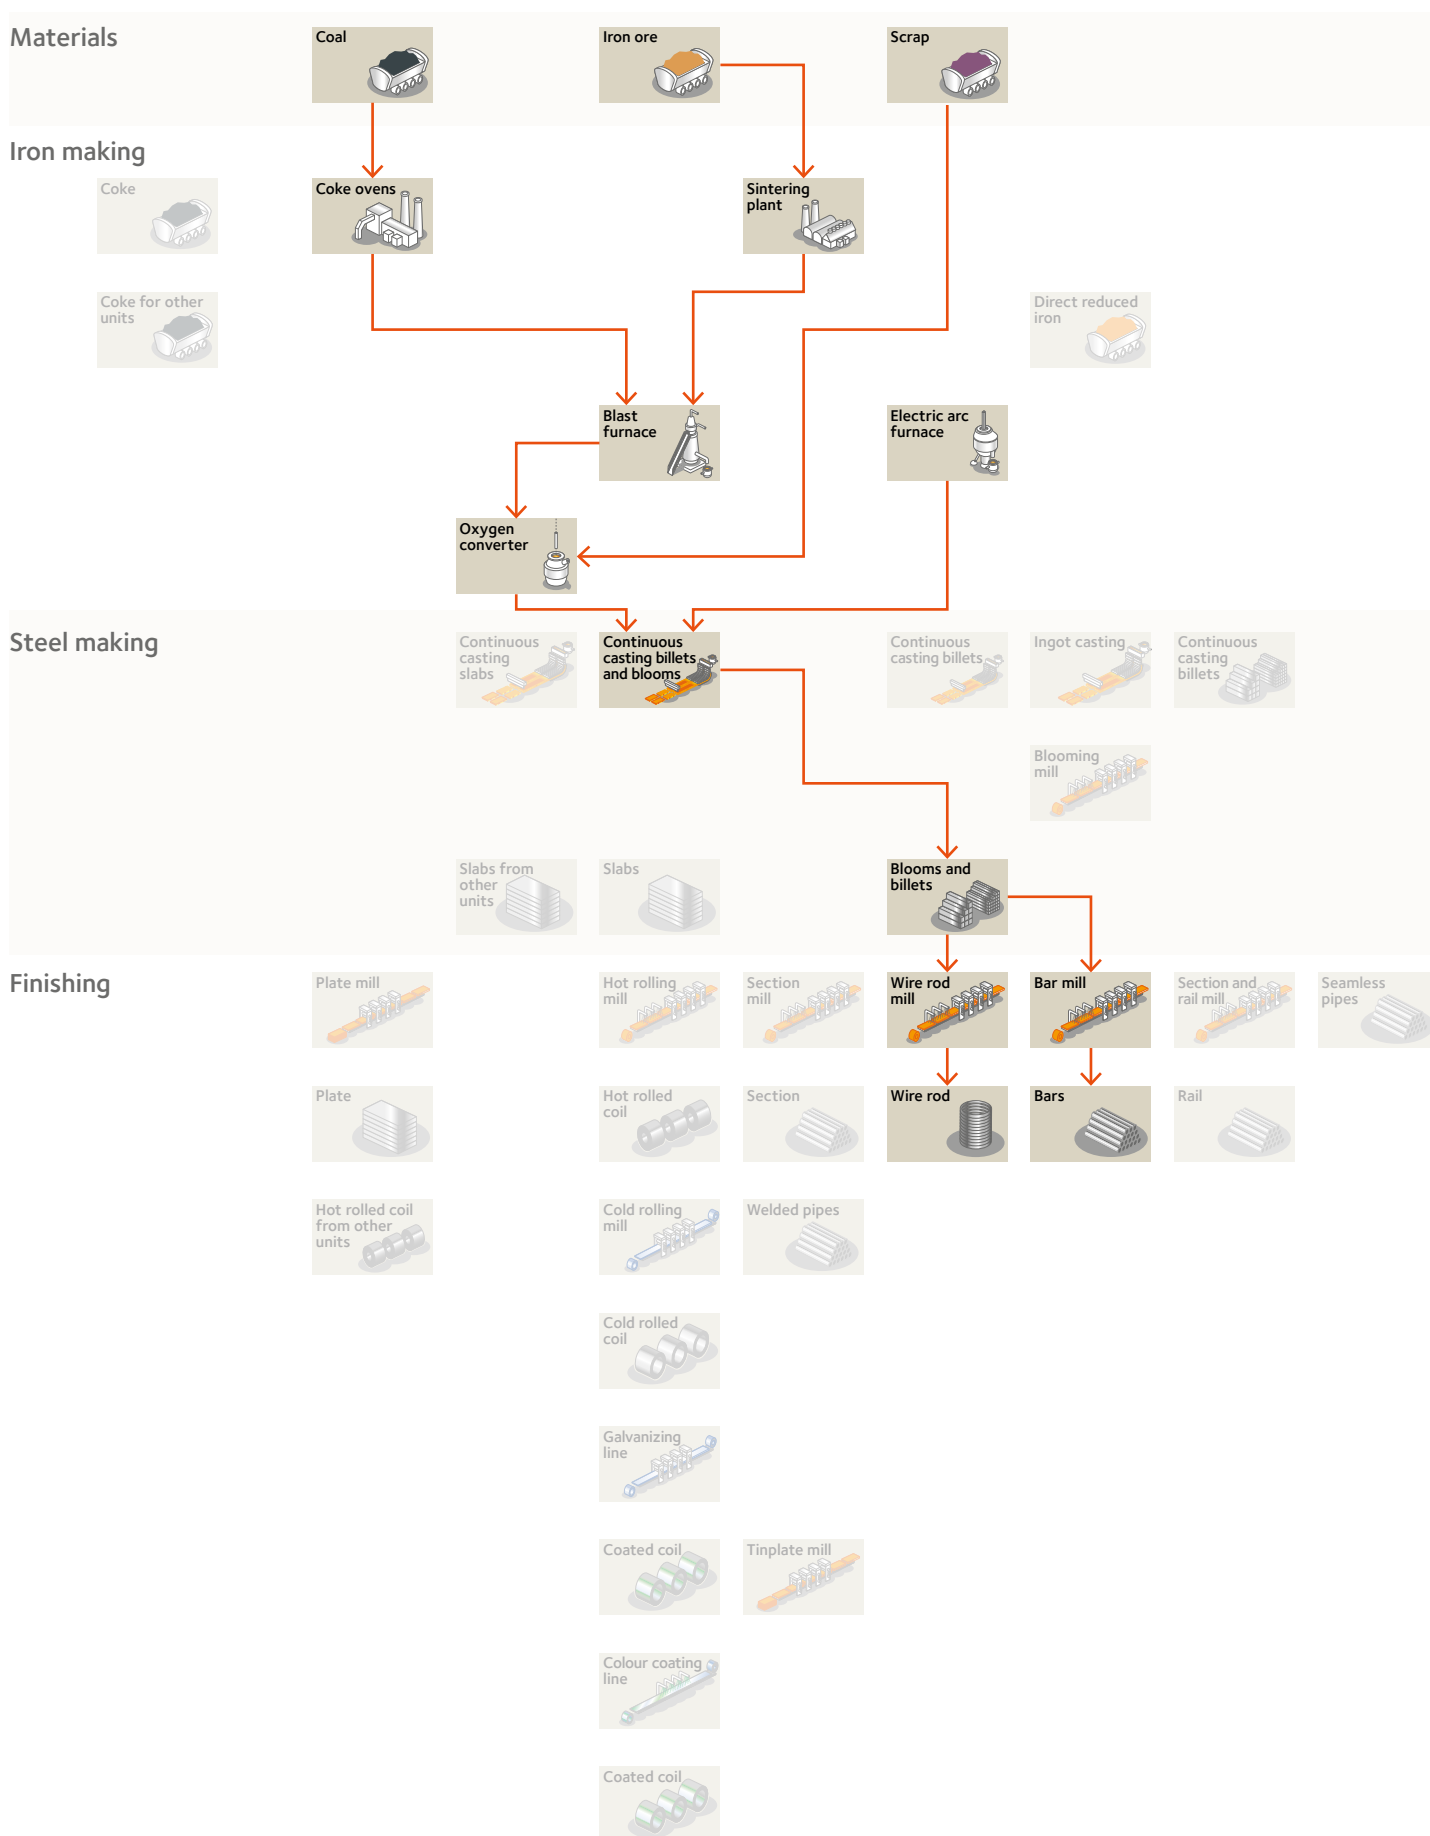 Materials
Coal
Iron ore
Scrap
Iron making
Coke
Coke ovens
Sintering
plant
Coke for other
units
Direct reduced
iron
Blast
furnace
Electric arc
furnace
Oxygen
converter
Steel making
Continuous
casting
slabs
Continuous
casting billets
and blooms
Continuous
casting billets
Ingot casting
Continuous
casting
billets
Blooming
mill
Slabs from
other
units
Slabs
Blooms and
billets
Finishing
Plate mill
Hot rolling
mill
Section
mill
Wire rod
mill
Bar mill
Section and
rail mill
Seamless
pipes
Plate
Hot rolled
coil
Section
Wire rod
Bars
Rail
Hot rolled coil
from other
units
Cold rolling
mill
Welded pipes
Cold rolled
coil
Galvanizing
line
Coated coil
Tinplate mill
Colour coating
line
Coated coil